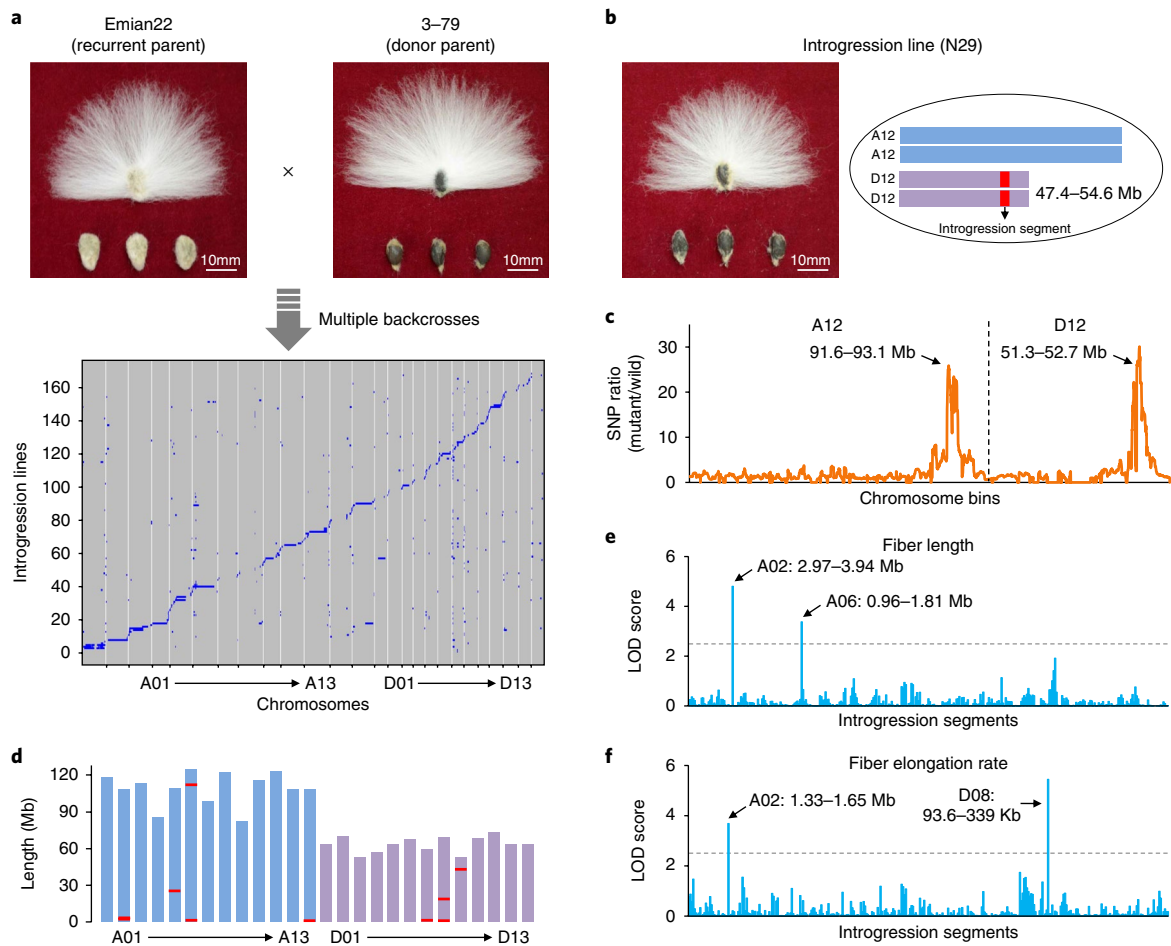 a
Emian22
(recurrent parent)
3–79
(donor parent)
×
10mm
10mm
Multiple backcrosses
Introgression lines
160
140
120
100
80
60
40
20
0
A01
A13
D01
D13
Chromosomes
b
Introgression line (N29)
10mm
A12
A12
D12
D12
47.4–54.6 Mb
Introgression segment
c
A12
D12
91.6–93.1 Mb
51.3–52.7 Mb
SNP ratio
(mutant/wild)
30
20
10
0
Chromosome bins
d
Length (Mb)
120
90
60
30
0
A01
A13
D01
D13
e
Fiber length
A02: 2.97–3.94 Mb
A06: 0.96–1.81 Mb
LOD score
6
4
2
0
Introgression segments
f
Fiber elongation rate
A02: 1.33–1.65 Mb
D08:
93.6–339 Kb
LOD score
6
4
2
0
Introgression segments